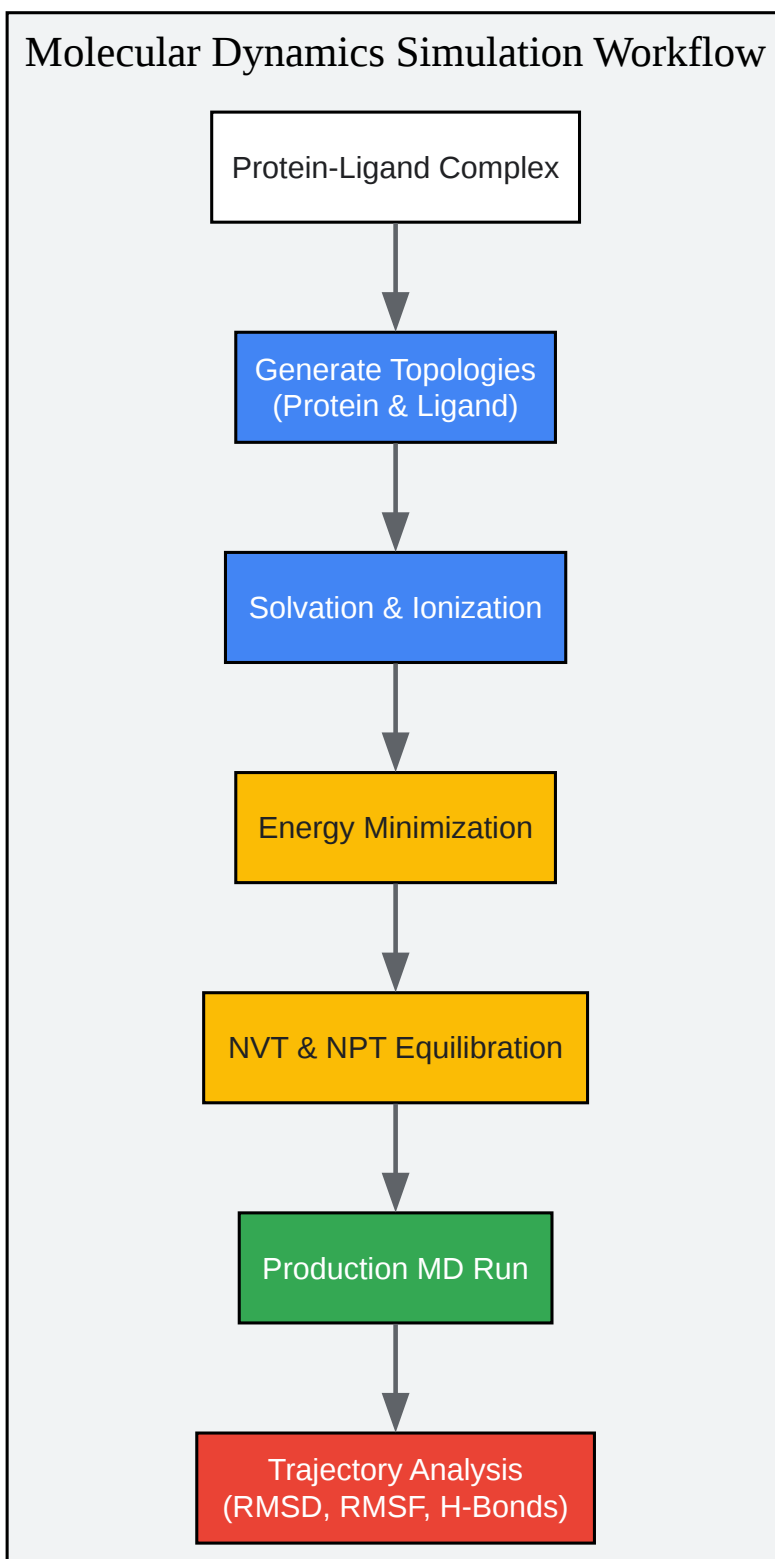 Molecular Dynamics Simulation Workflow
Protein-Ligand Complex
Generate Topologies
(Protein & Ligand)
Solvation & Ionization
Energy Minimization
NVT & NPT Equilibration
Production MD Run
Trajectory Analysis
(RMSD, RMSF, H-Bonds)